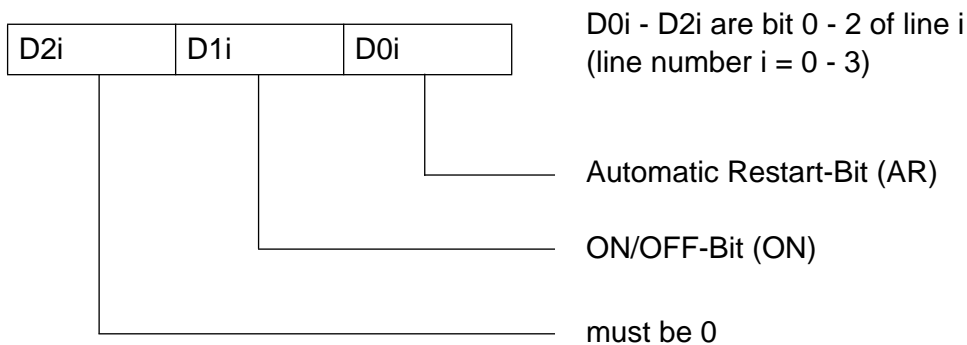 D2i D1i D0i
D0i - D2i are bit 0 - 2 of line i
(line number i = 0 - 3)
Automatic Restart-Bit (AR)
ON/OFF-Bit (ON)
must be 0